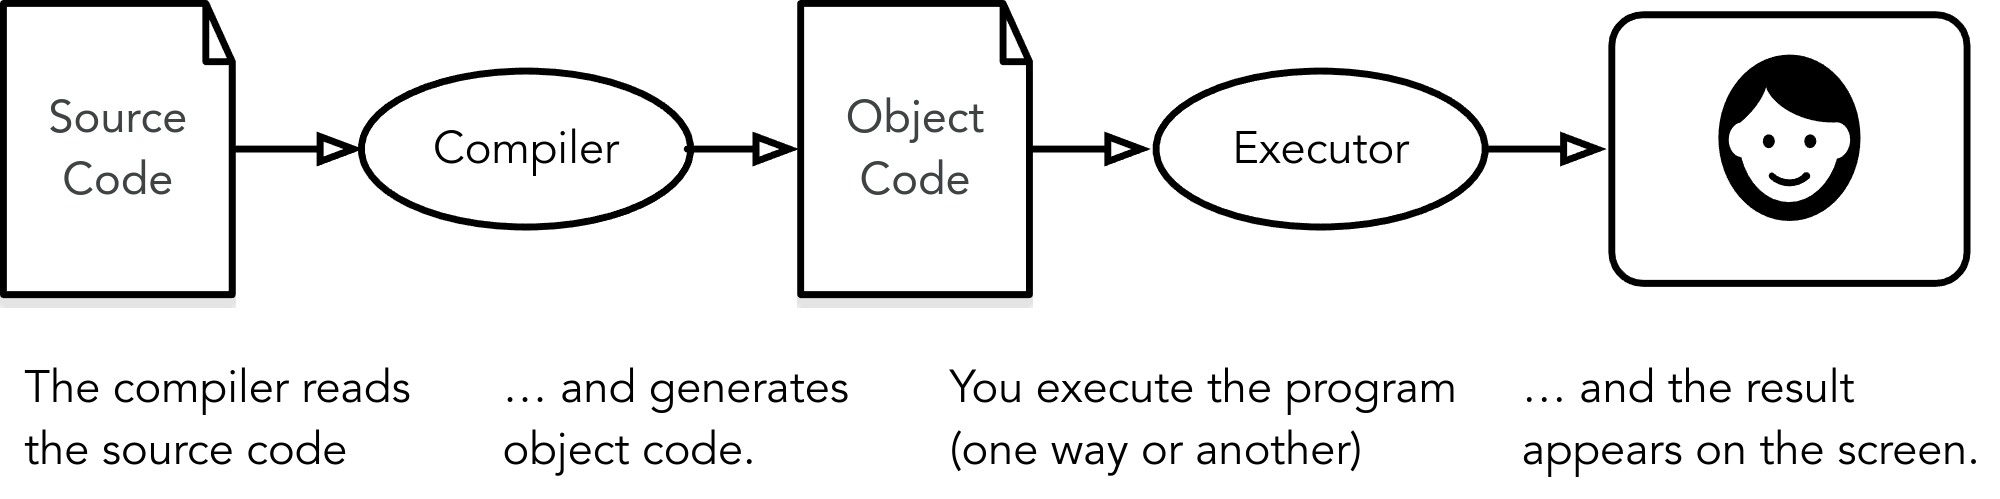 Source
Code
Compiler
Object
Code
Executor
The compiler reads
the source code
… and generates
object code.
You execute the program
(one way or another)
… and the result
appears on the screen.